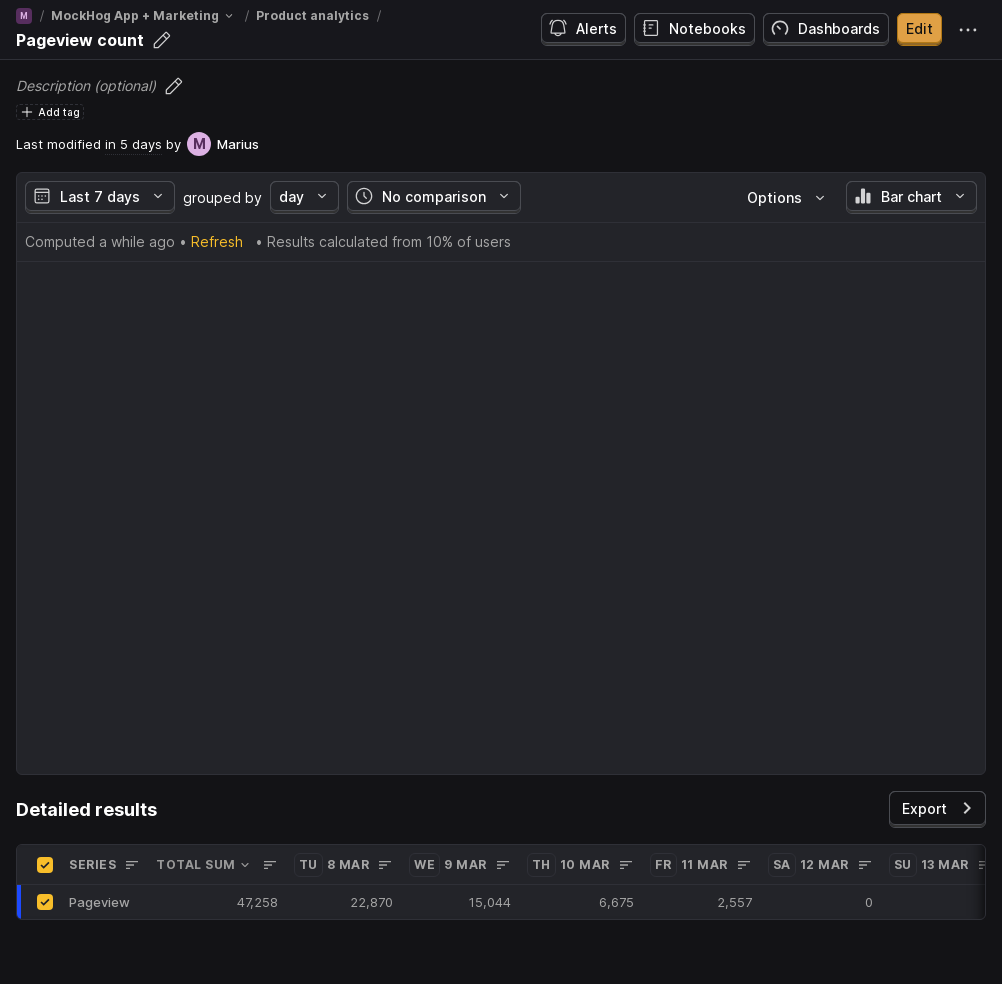 M / MockHog App + Marketing / Product analytics /
Pageview count
Alerts Notebooks Dashboards Edit
Description (optional)
Add tag
Last modified in 5 days by M Marius
Last 7 days grouped by day No comparison Options Bar chart
Computed a while ago • Refresh • Results calculated from 10% of users
Detailed results
Export
SERIES TOTAL SUM TU 8 MAR WE 9 MAR TH 10 MAR FR 11 MAR SA 12 MAR SU 13 MAR
Pageview 47,258 22,870 15,044 6,675 2,557 0